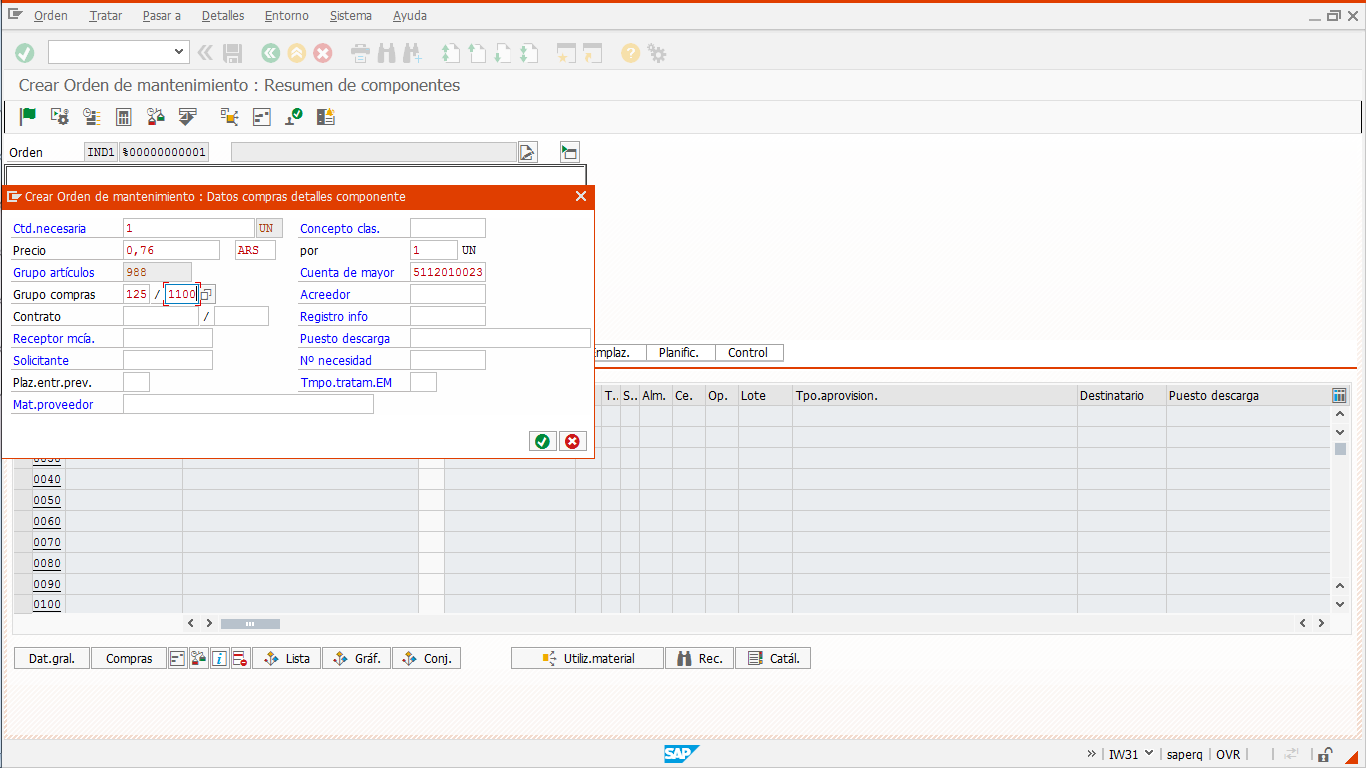 Orden Tratar Pasar a Detalles Entorno Sistema Ayuda
Crear Orden de mantenimiento : Resumen de componentes
Orden IND1 %00000000001
Crear Orden de mantenimiento : Datos compras detalles componente
Ctd.necesaria 1 UN Concepto clas.
Precio 0,76 ARS por 1 UN
Grupo artículos 988 Cuenta de mayor 5112010023
Grupo compras 125 / 1100 Acreedor
Contrato / Registro info
Receptor mcía. Puesto descarga
Solicitante Nº necesidad
Plaz.entr.prev. Tmpo.tratam.EM
Mat.proveedor
Planific. Control
T.. S.. Alm. Ce. Op. Lote Tpo.aprovision. Destinatario Puesto descarga
0040
0050
0060
0070
0080
0090
0100
Dat.gral. Compras Lista Gráf. Conj. Utiliz.material Rec. Catál.
SAP
IW31 saperq OVR